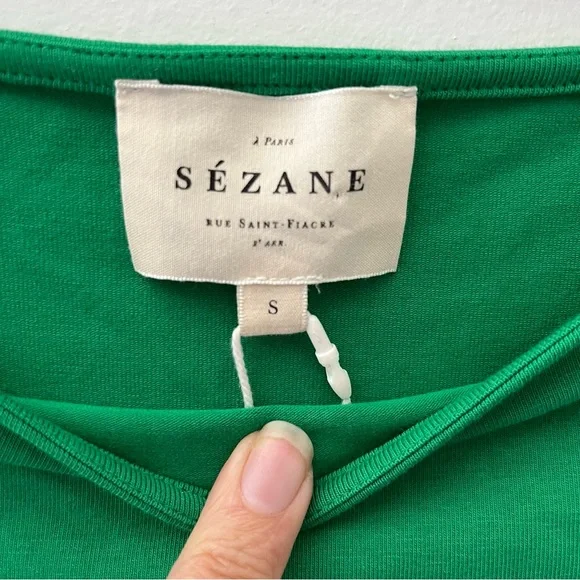 à Paris
SÉZANE
RUE SAINT-FIACRE
2ᵉ ARR.
S